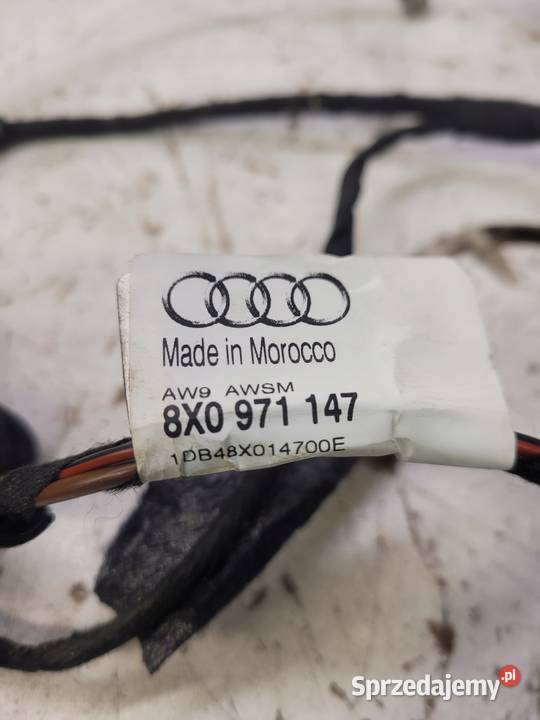 Made in Morocco
AW9 AWSM
8X0 971 147
1DB48X014700E
Sprzedajemy.pl